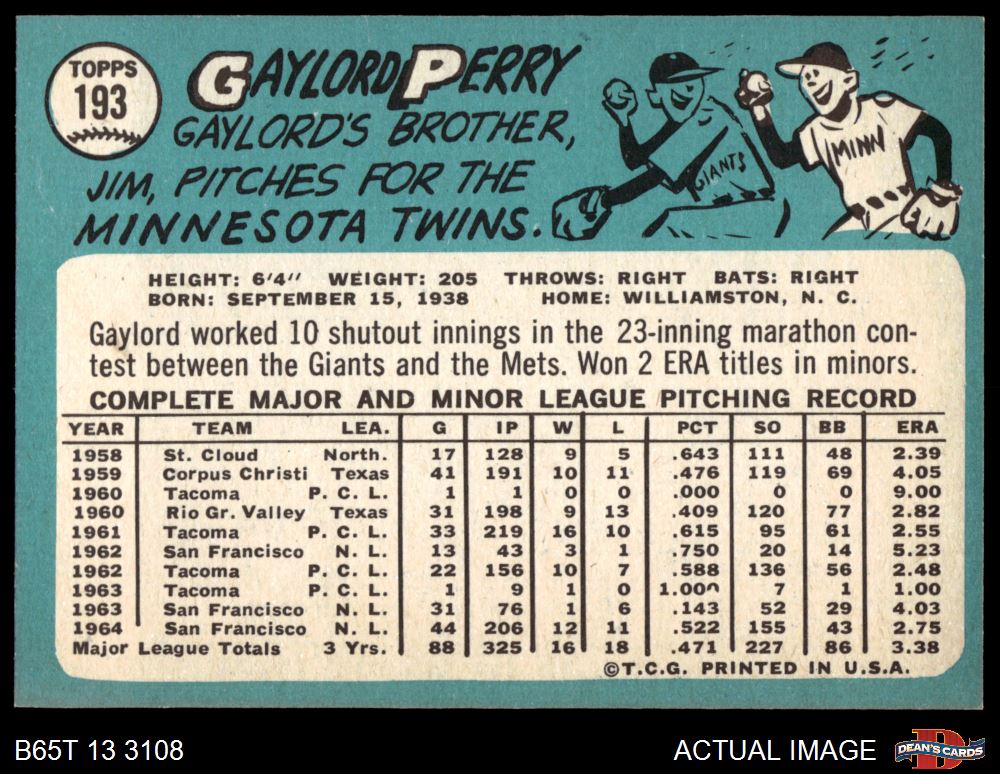 TOPPS
193
GAYLORD PERRY
GAYLORD'S BROTHER,
JIM, PITCHES FOR THE
MINNESOTA TWINS.
GIANTS
MINN
HEIGHT: 6'4" WEIGHT: 205 THROWS: RIGHT BATS: RIGHT
BORN: SEPTEMBER 15, 1938 HOME: WILLIAMSTON, N. C.
Gaylord worked 10 shutout innings in the 23-inning marathon con-
test between the Giants and the Mets. Won 2 ERA titles in minors.
COMPLETE MAJOR AND MINOR LEAGUE PITCHING RECORD
YEAR TEAM LEA. G IP W L PCT SO BB ERA
1958 St. Cloud North. 17 128 9 5 .643 111 48 2.39
1959 Corpus Christi Texas 41 191 10 11 .476 119 69 4.05
1960 Tacoma P. C. L. 1 1 0 0 .000 0 0 9.00
1960 Rio Gr. Valley Texas 31 198 9 13 .409 120 77 2.82
1961 Tacoma P. C. L. 33 219 16 10 .615 95 61 2.55
1962 San Francisco N. L. 13 43 3 1 .750 20 14 5.23
1962 Tacoma P. C. L. 22 156 10 7 .588 136 56 2.48
1963 Tacoma P. C. L. 1 9 1 0 1.000 7 1 1.00
1963 San Francisco N. L. 31 76 1 6 .143 52 29 4.03
1964 San Francisco N. L. 44 206 12 11 .522 155 43 2.75
Major League Totals 3 Yrs. 88 325 16 18 .471 227 86 3.38
©T.C.G. PRINTED IN U.S.A.
B65T 13 3108
ACTUAL IMAGE
DEAN'S CARDS